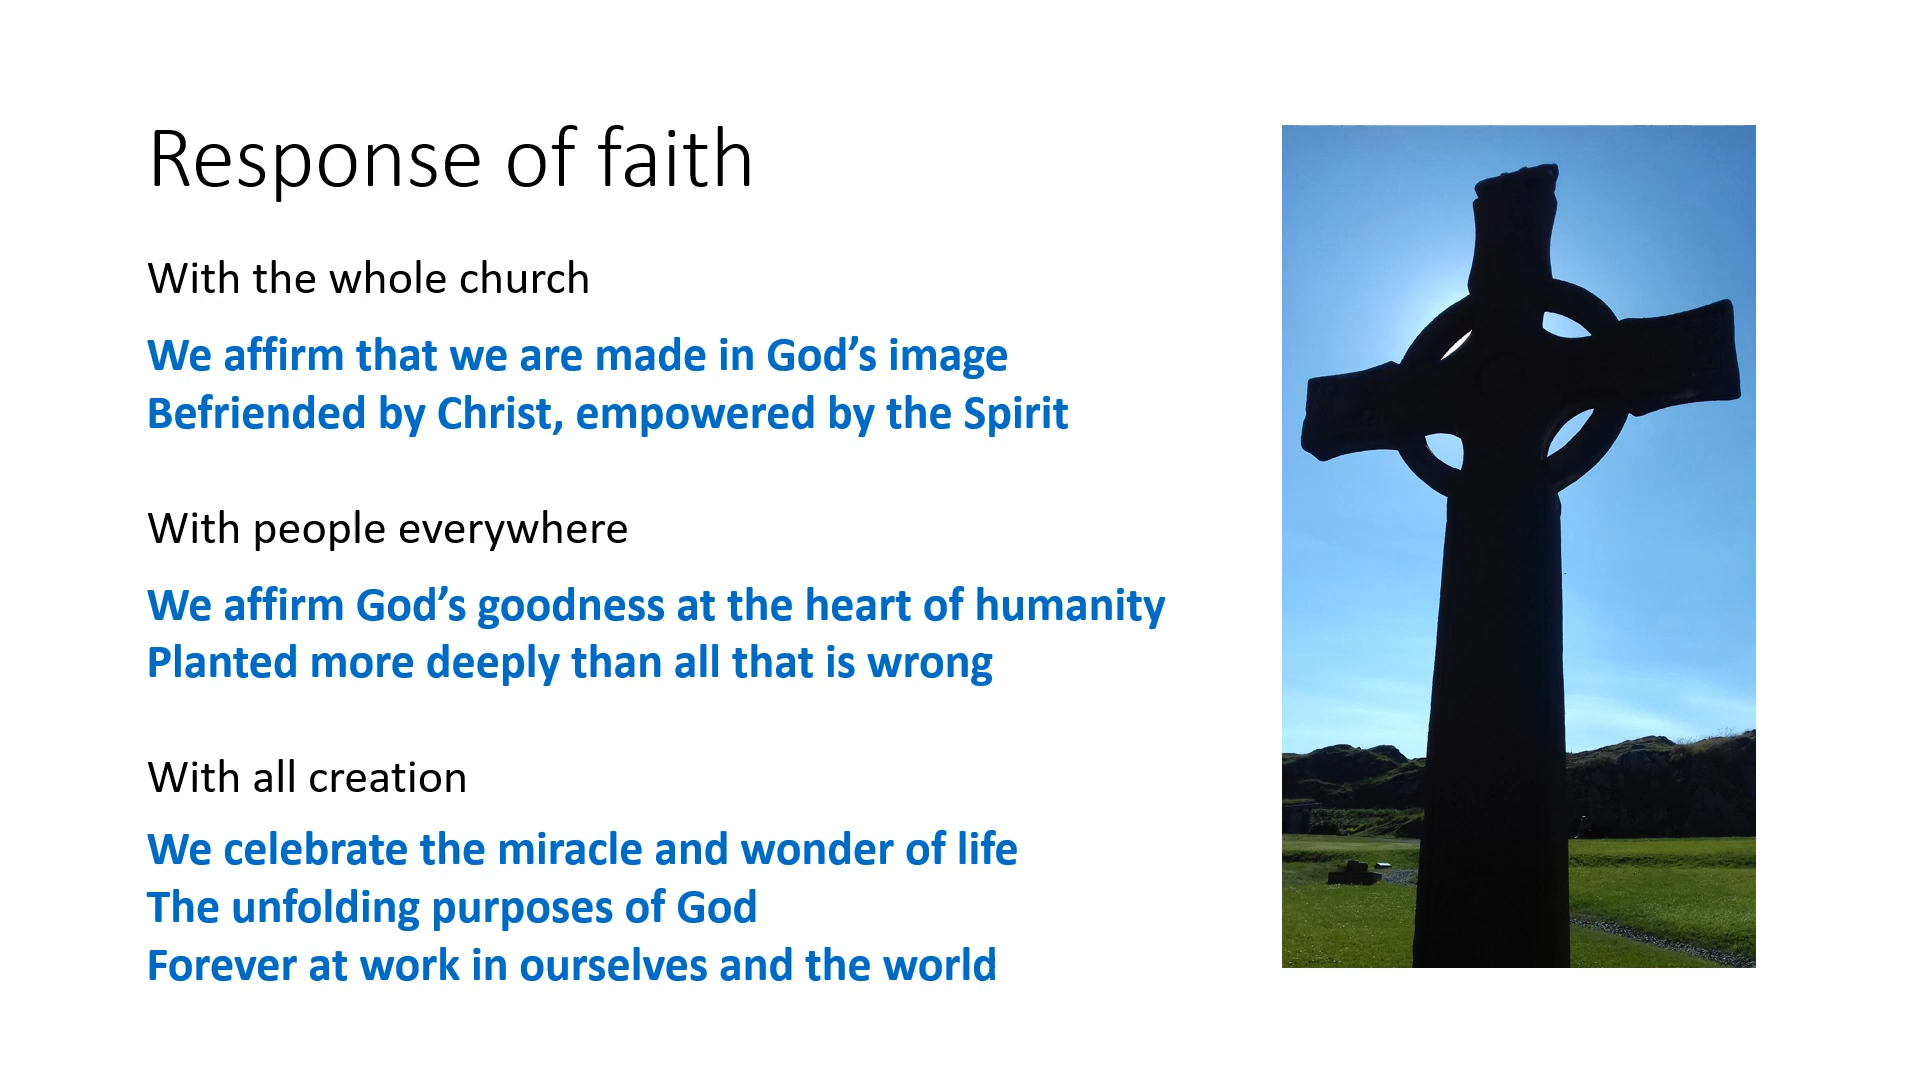 Response of faith
With the whole church
We affirm that we are made in God’s image
Befriended by Christ, empowered by the Spirit
With people everywhere
We affirm God’s goodness at the heart of humanity
Planted more deeply than all that is wrong
With all creation
We celebrate the miracle and wonder of life
The unfolding purposes of God
Forever at work in ourselves and the world